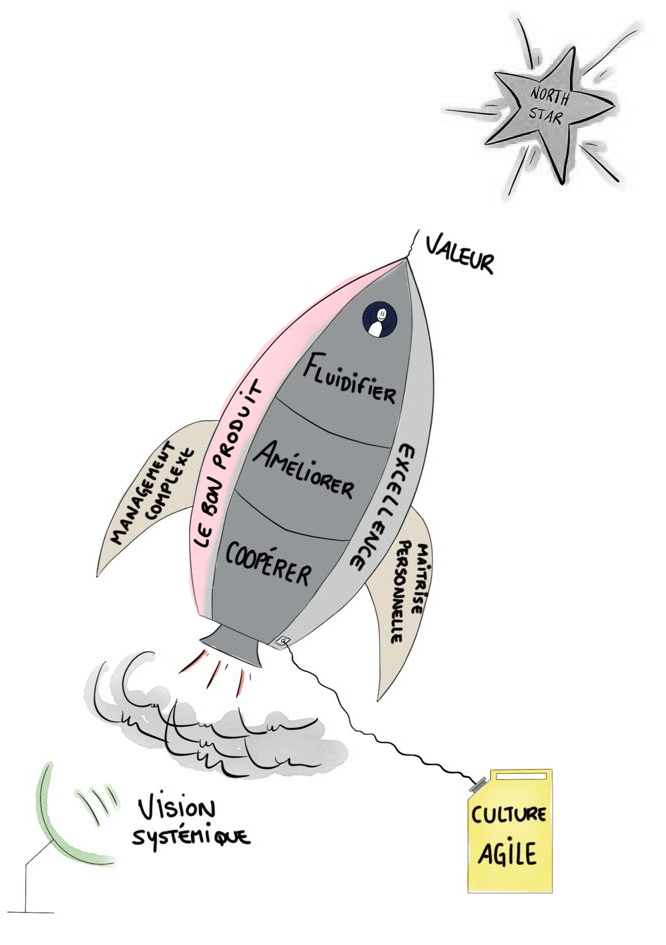 NORTH
STAR
VALEUR
FLUIDIFIER
AMÉLIORER
COOPÉRER
LE BON PRODUIT
EXCELLENCE
MANAGEMENT
COMPLEXE
MAÎTRISE
PERSONNELLE
VISION
SYSTÉMIQUE
CULTURE
AGILE